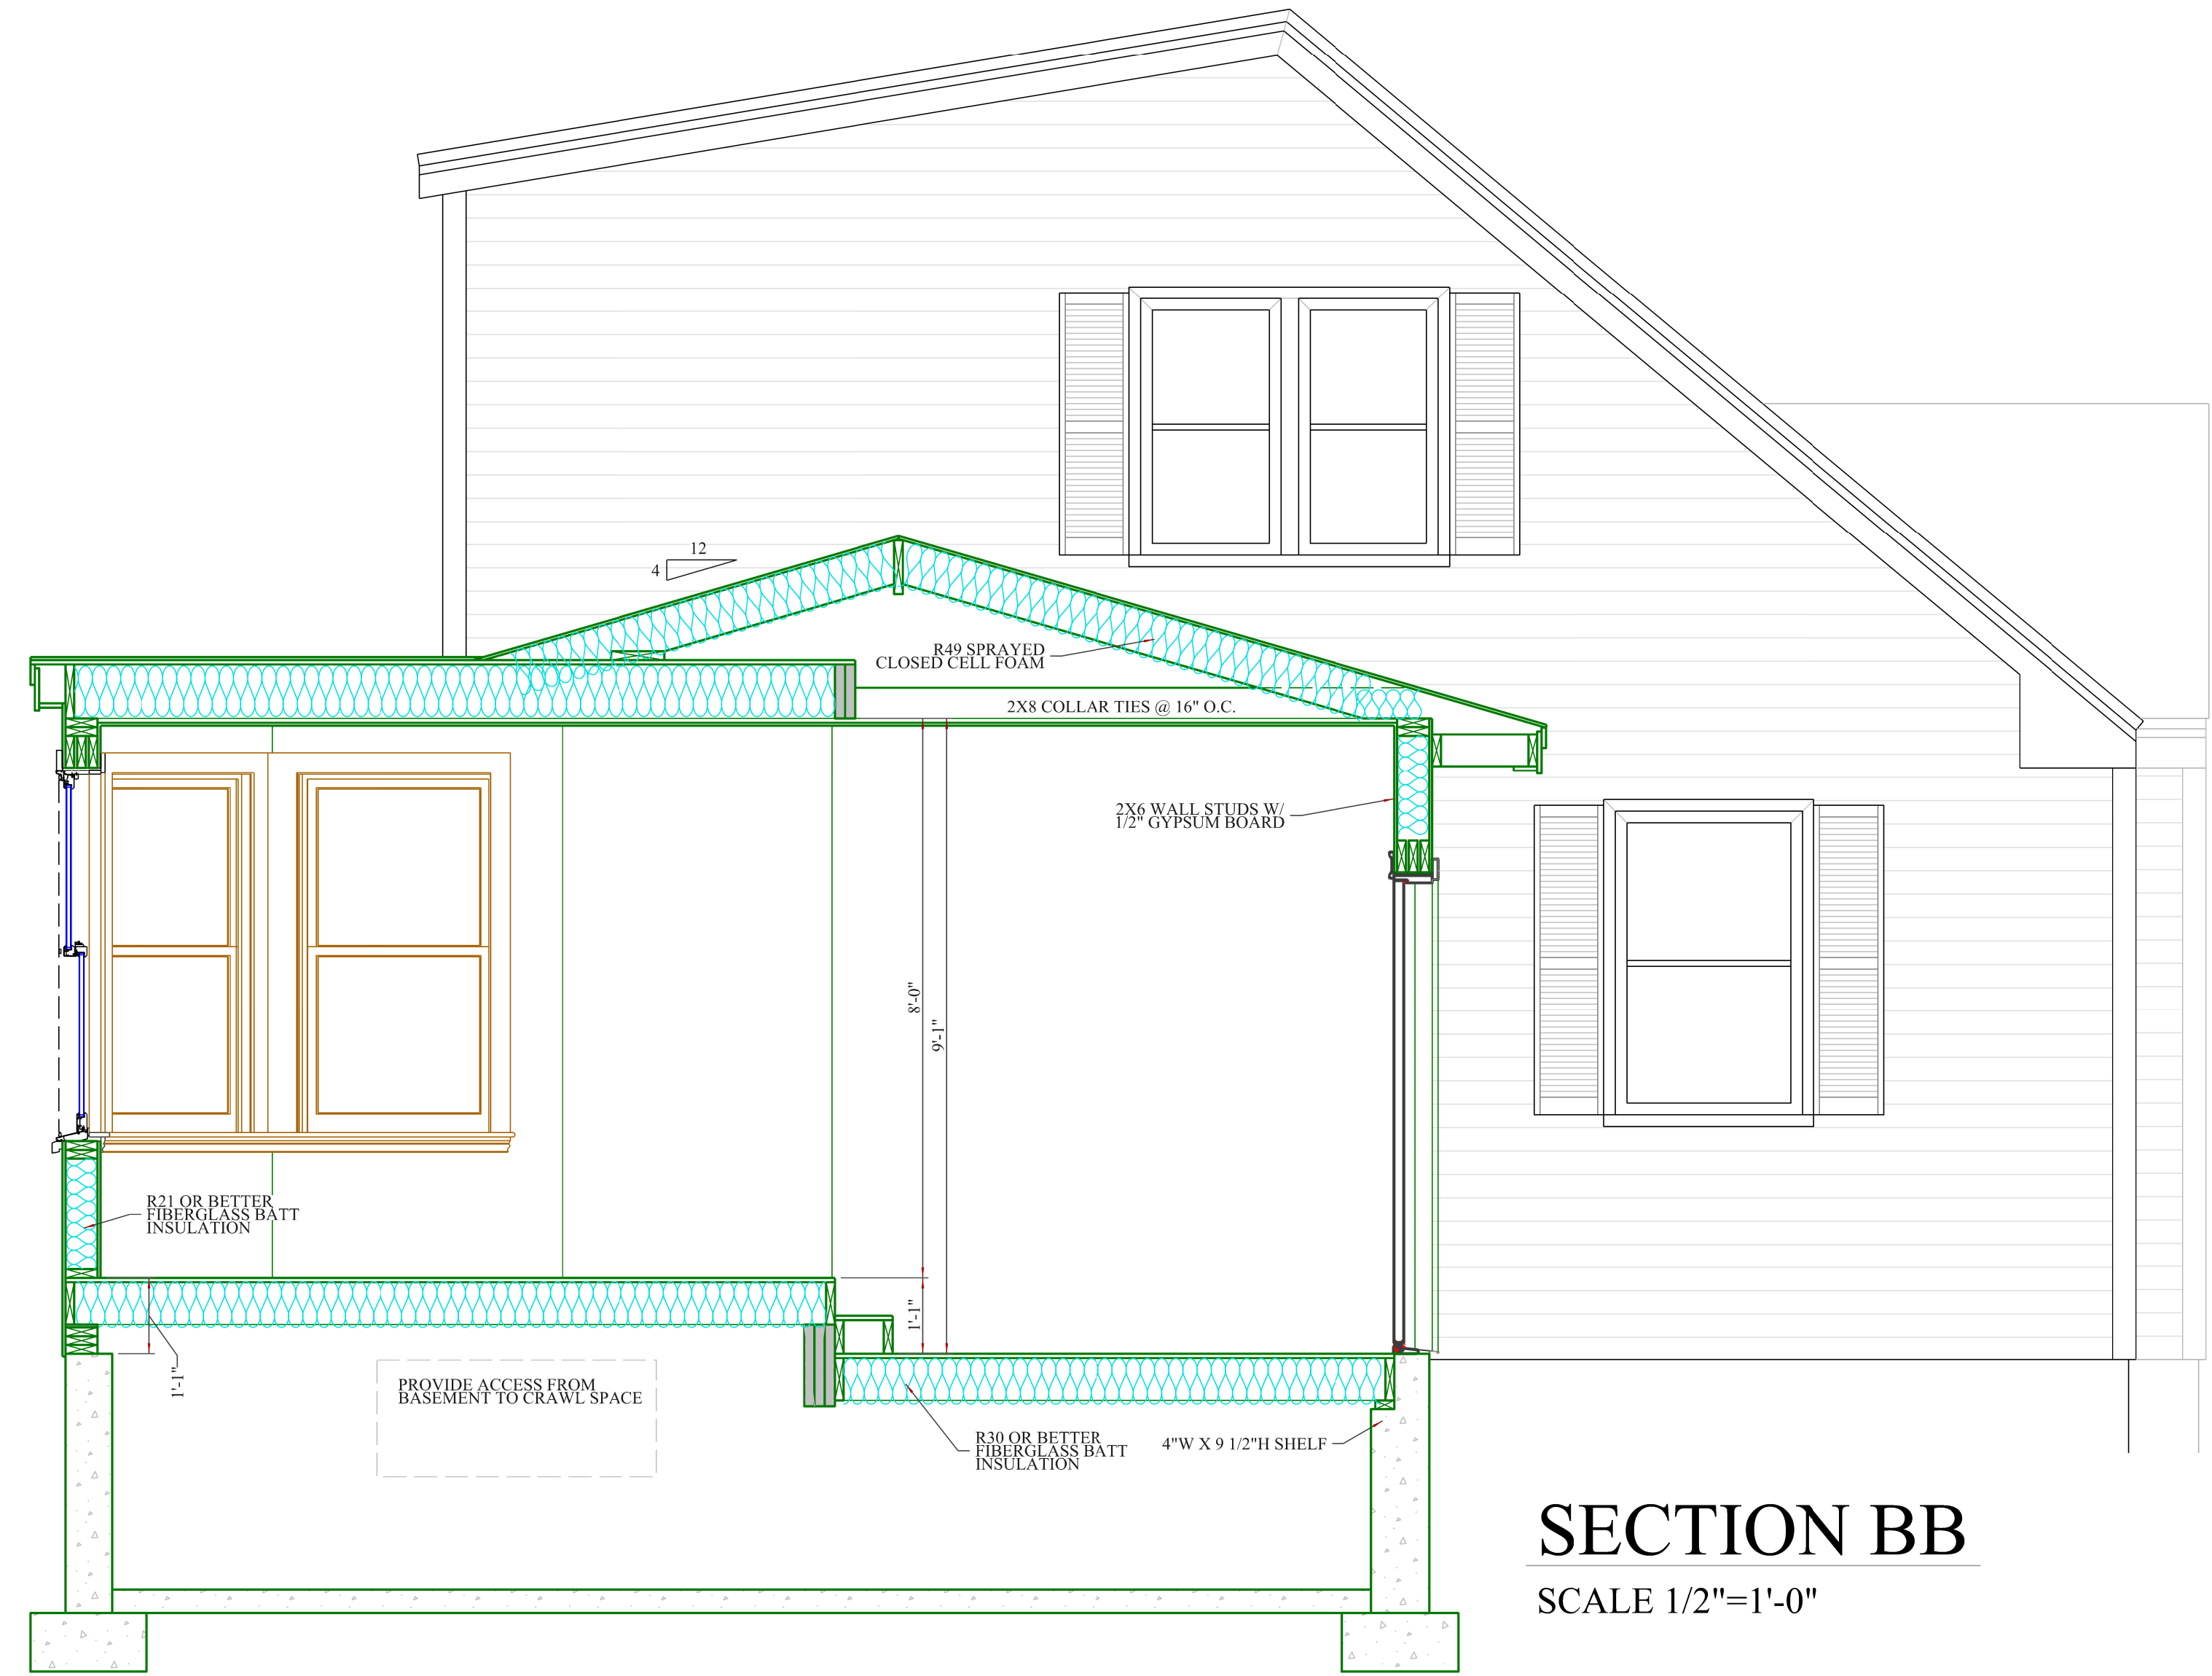 12
4
R49 SPRAYED
CLOSED CELL FOAM
2X8 COLLAR TIES @ 16" O.C.
2X6 WALL STUDS W/
1/2" GYPSUM BOARD
8'-0"
9'-1"
R21 OR BETTER
FIBERGLASS BATT
INSULATION
1'-1"
1'-1"
PROVIDE ACCESS FROM
BASEMENT TO CRAWL SPACE
R30 OR BETTER
FIBERGLASS BATT
INSULATION
4"W X 9 1/2"H SHELF
SECTION BB
SCALE 1/2"=1'-0"